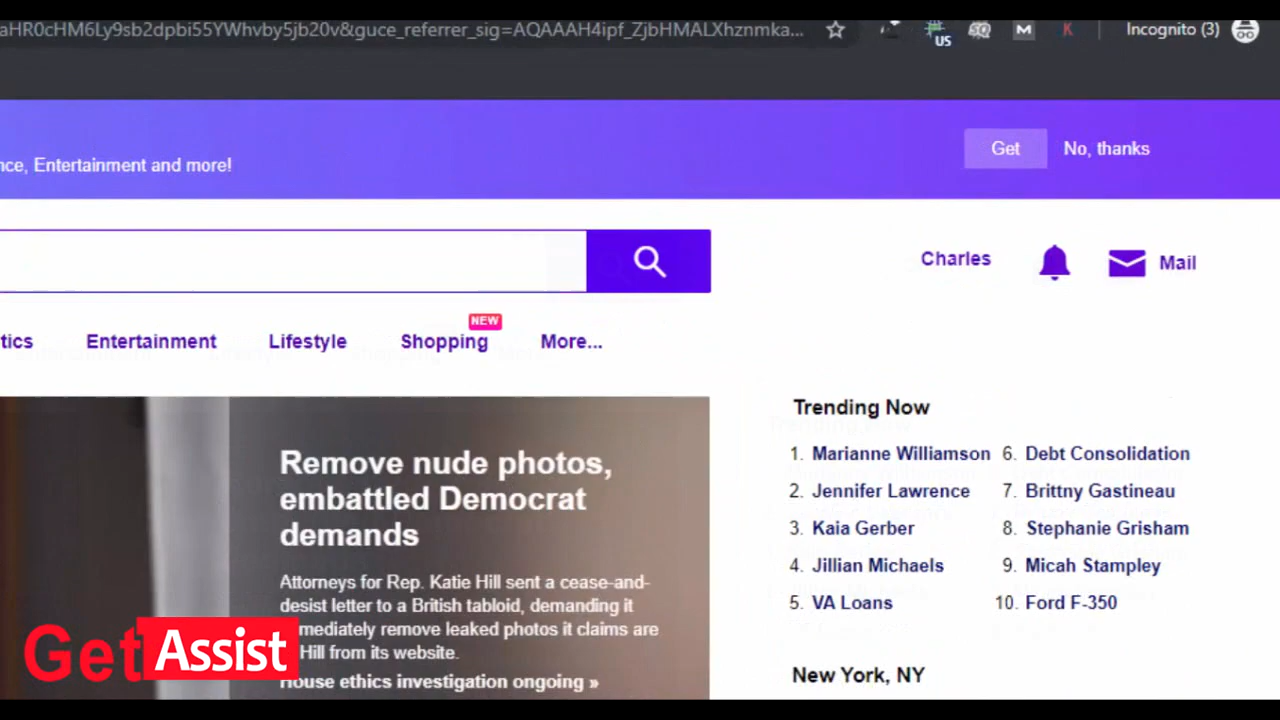 aHR0cHM6Ly9sb2dpbi55YWhvby5jb20v&guce_referrer_sig=AQAAAH4ipf_ZjbHMALXhznmka...
US
M
K
Incognito (3)
nce, Entertainment and more!
Get
No, thanks
Charles
Mail
tics
Entertainment
Lifestyle
Shopping
NEW
More...
Remove nude photos,
embattled Democrat
demands
Attorneys for Rep. Katie Hill sent a cease-and-
desist letter to a British tabloid, demanding it
immediately remove leaked photos it claims are
Hill from its website.
House ethics investigation ongoing »
Trending Now
1. Marianne Williamson
2. Jennifer Lawrence
3. Kaia Gerber
4. Jillian Michaels
5. VA Loans
6. Debt Consolidation
7. Brittny Gastineau
8. Stephanie Grisham
9. Micah Stampley
10. Ford F-350
New York, NY
Get Assist